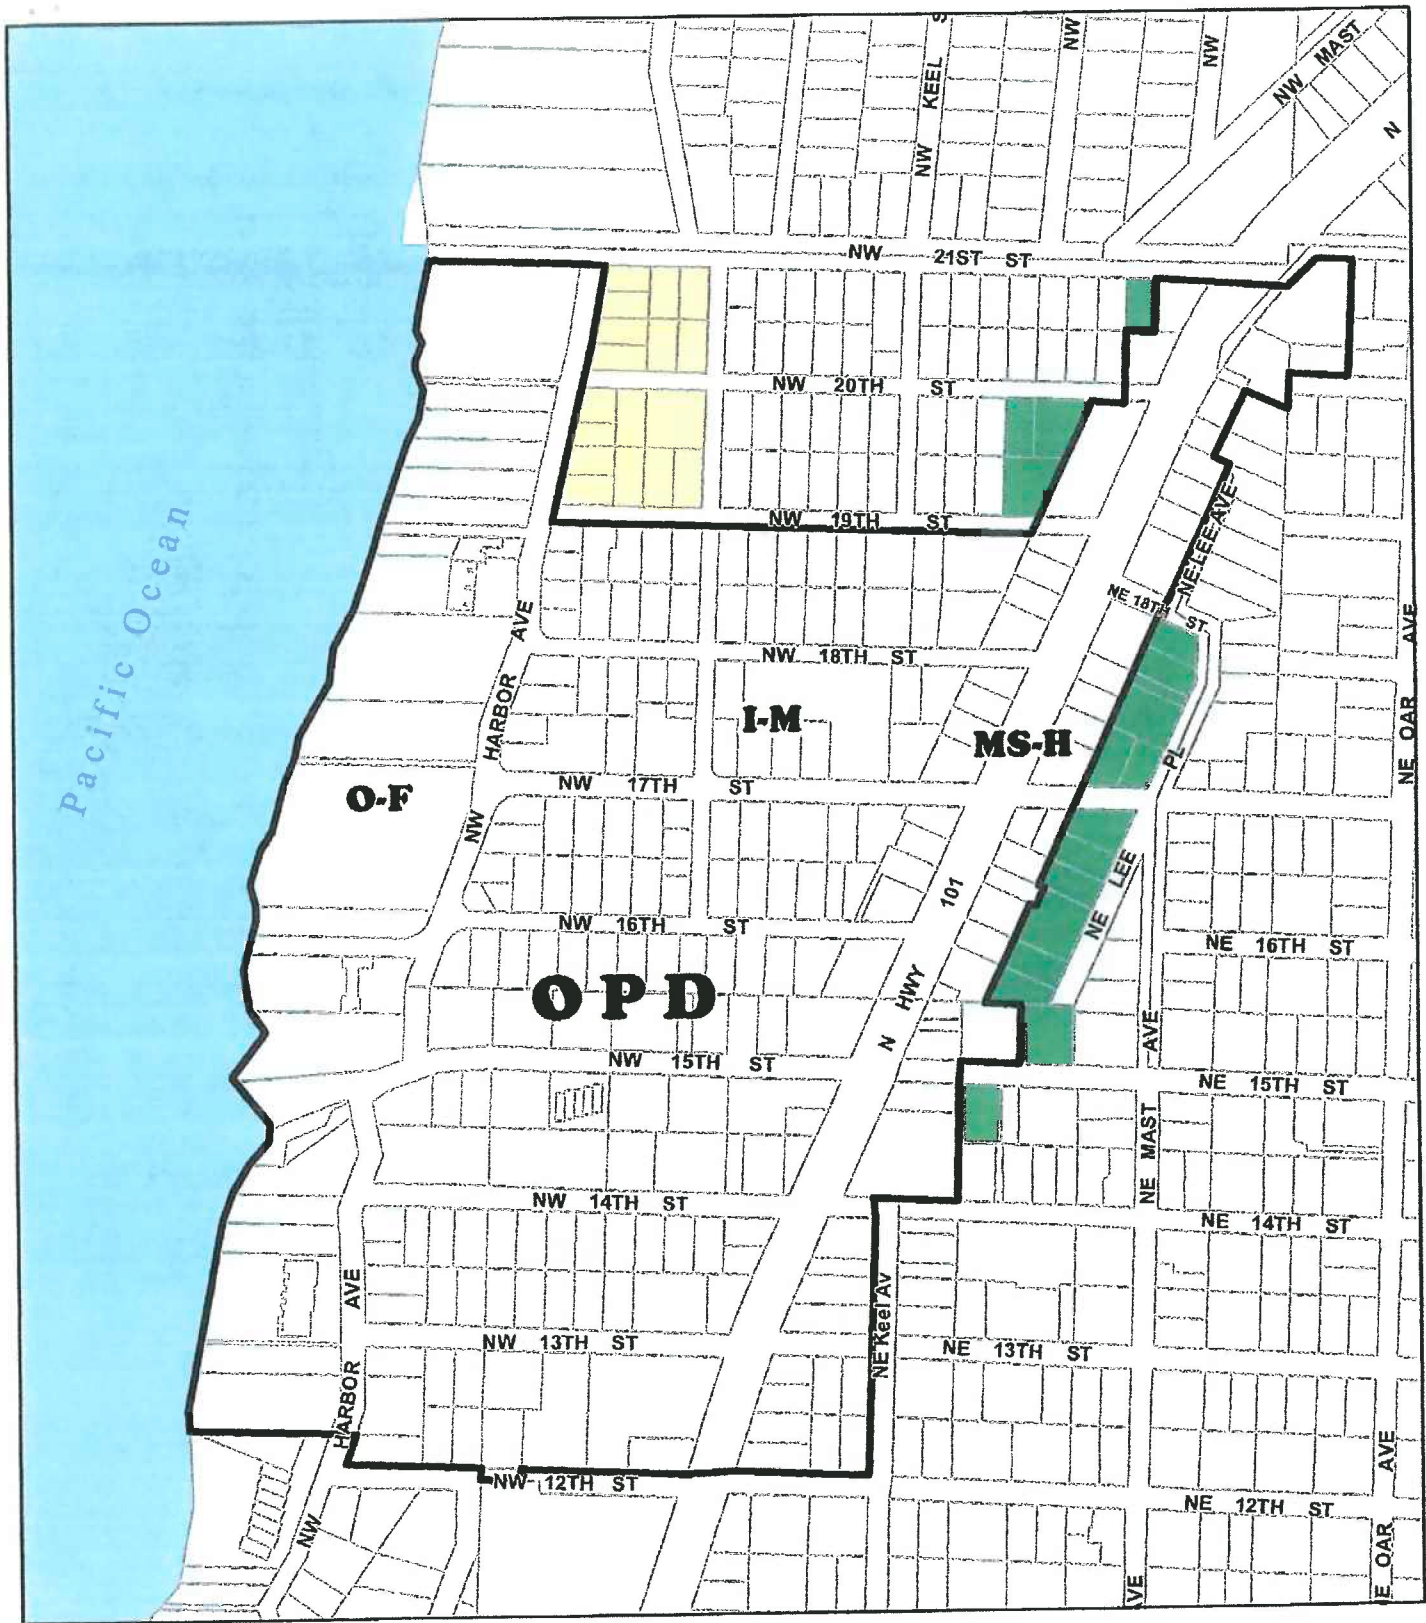 NW MAST
N
NW KEEL S
NW
NW
NW 21ST ST
NW 20TH ST
NW 19TH ST
NE LEE AVE
NE 18TH ST
Pacific Ocean
NW HARBOR AVE
NW 18TH ST
I-M
MS-H
NE OAR AVE
O-F
NW 17TH ST
NE LEE PL
N HWY 101
NW 16TH ST
NE 16TH ST
OPD
NW 15TH ST
NE 15TH ST
NE MAST AVE
NW 14TH ST
NE 14TH ST
HARBOR AVE
NE Keel Av
NW 13TH ST
NE 13TH ST
NW 12TH ST
NE 12TH ST
NW
VE
E OAR AVE